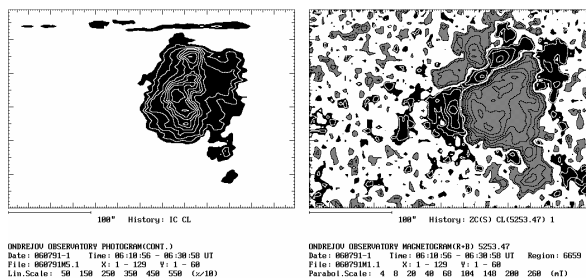 100" History: IC CL
ONDREJOV OBSERVATORY PHOTOGRAM(CONT.)
Date: 060791-1 Time: 06:10:56 - 06:30:58 UT
File: 060791M5.1 X: 1 - 129 Y: 1 - 60
Lin.Scale: 50 150 250 350 450 550 (%/10)
100" History: ZC(S) CL(5253.47) 1
ONDREJOV OBSERVATORY MAGNETOGRAM(R+B) 5253.47
Date: 060791-1 Time: 06:10:56 - 06:30:58 UT Region: 6659
File: 060791M1. X: 1 - 129 Y: 1 - 60
Parabol.Scale: 4 8 20 40 68 104 148 200 260 (mT)